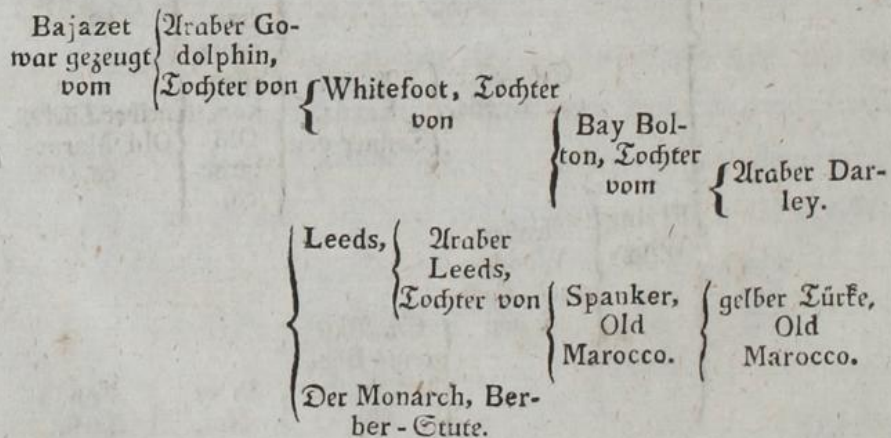 Bajazet
war gezeugt
vom
Araber Go-
dolphin,
Tochter von
Whitefoot, Tochter
von
Bay Bol-
ton, Tochter
vom
Araber Dar-
ley.
Leeds,
Araber
Leeds,
Tochter von
Spanker,
Old
Marocco.
gelber Türke,
Old
Marocco.
Der Monarch, Ber-
ber-Stute.